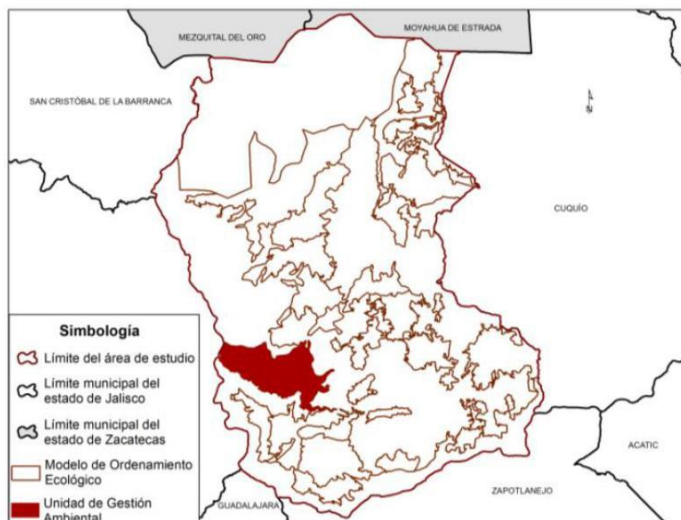 MEZQUITAL DEL ORO
MOYAHUA DE ESTRADA
SAN CRISTÓBAL DE LA BARRANCA
N
CUQUÍO
Simbología
Límite del área de estudio
Límite municipal del
estado de Jalisco
Límite municipal del
estado de Zacatecas
Modelo de Ordenamiento
Ecológico
Unidad de Gestión
Ambiental
GUADALAJARA
ZAPOTLANEJO
ACATIC